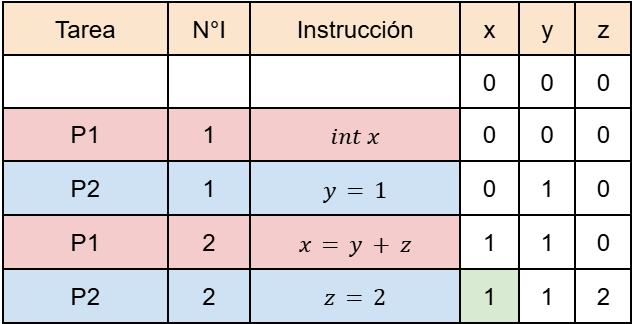 Tarea N°I Instrucción x y z
0 0 0
P1 1 int x 0 0 0
P2 1 y = 1 0 1 0
P1 2 x = y + z 1 1 0
P2 2 z = 2 1 1 2